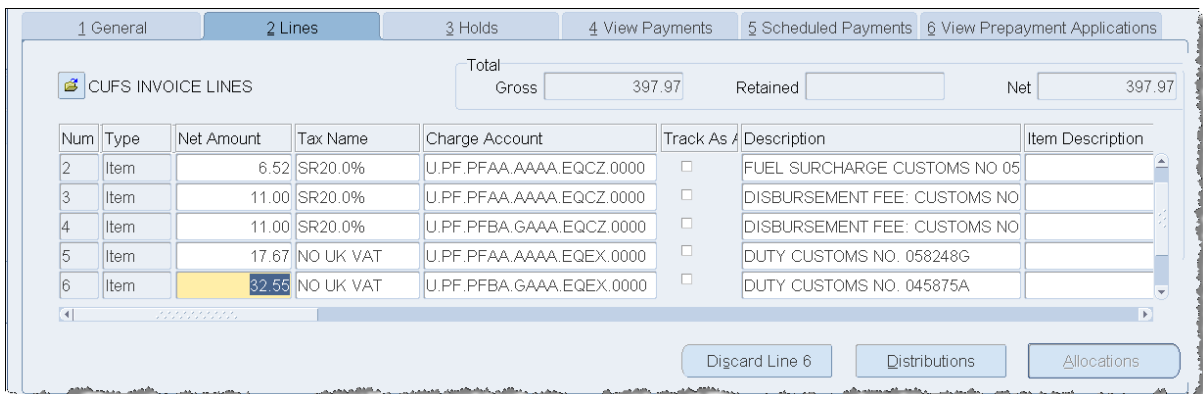 1 General 2 Lines 3 Holds 4 View Payments 5 Scheduled Payments 6 View Prepayment Applications
Total
CUFS INVOICE LINES Gross 397.97 Retained Net 397.97
Num Type Net Amount Tax Name Charge Account Track As A Description Item Description
2 Item 6.52 SR20.0% U.PF.PFAA.AAAA.EQCZ.0000 FUEL SURCHARGE CUSTOMS NO 05
3 Item 11.00 SR20.0% U.PF.PFAA.AAAA.EQCZ.0000 DISBURSEMENT FEE: CUSTOMS NO
4 Item 11.00 SR20.0% U.PF.PFBA.GAAA.EQCZ.0000 DISBURSEMENT FEE: CUSTOMS NO
5 Item 17.67 NO UK VAT U.PF.PFAA.AAAA.EQEX.0000 DUTY CUSTOMS NO. 058248G
6 Item 32.55 NO UK VAT U.PF.PFBA.GAAA.EQEX.0000 DUTY CUSTOMS NO. 045875A
Discard Line 6 Distributions Allocations